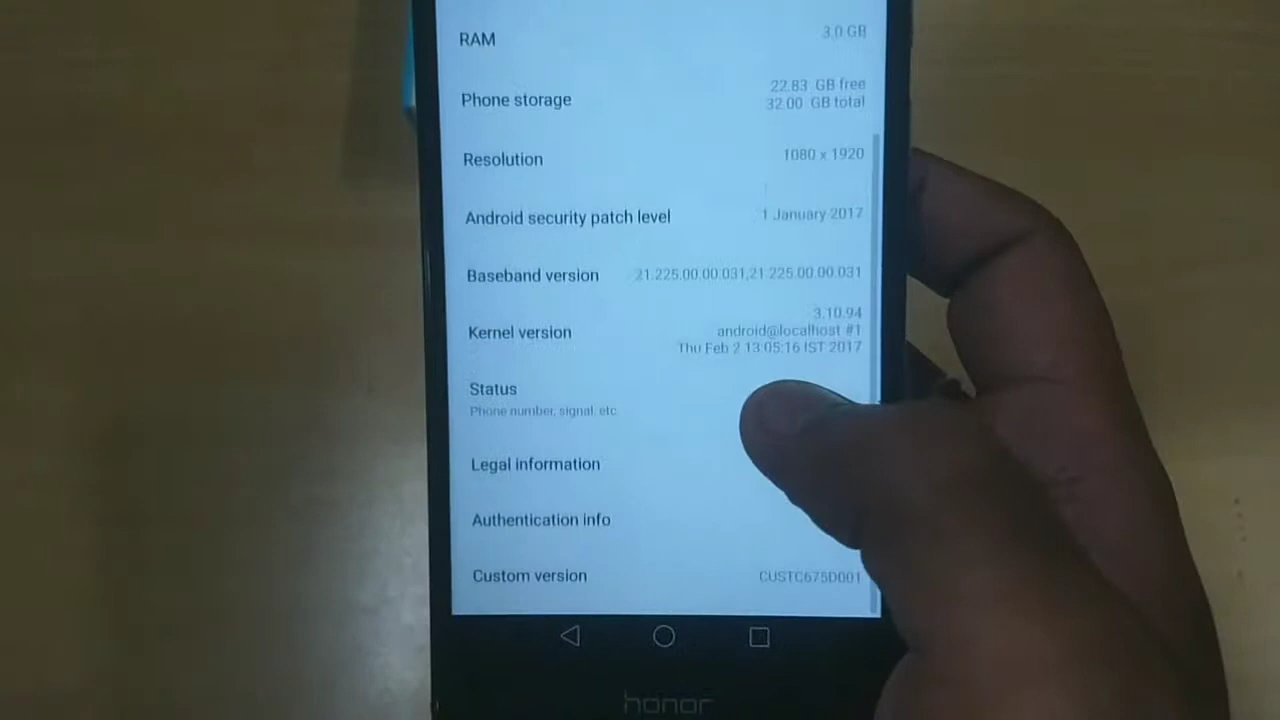 RAM
3.0 GB
Phone storage
22.83 GB free
32.00 GB total
Resolution
1080 x 1920
Android security patch level
1 January 2017
Baseband version
21.225.00.00.031,21.225.00.00.031
Kernel version
3.10.94
android@localhost #1
Thu Feb 2 13:05:16 IST 2017
Status
Phone number, signal, etc.
Legal information
Authentication info
Custom version
CUSTC675D001
honor